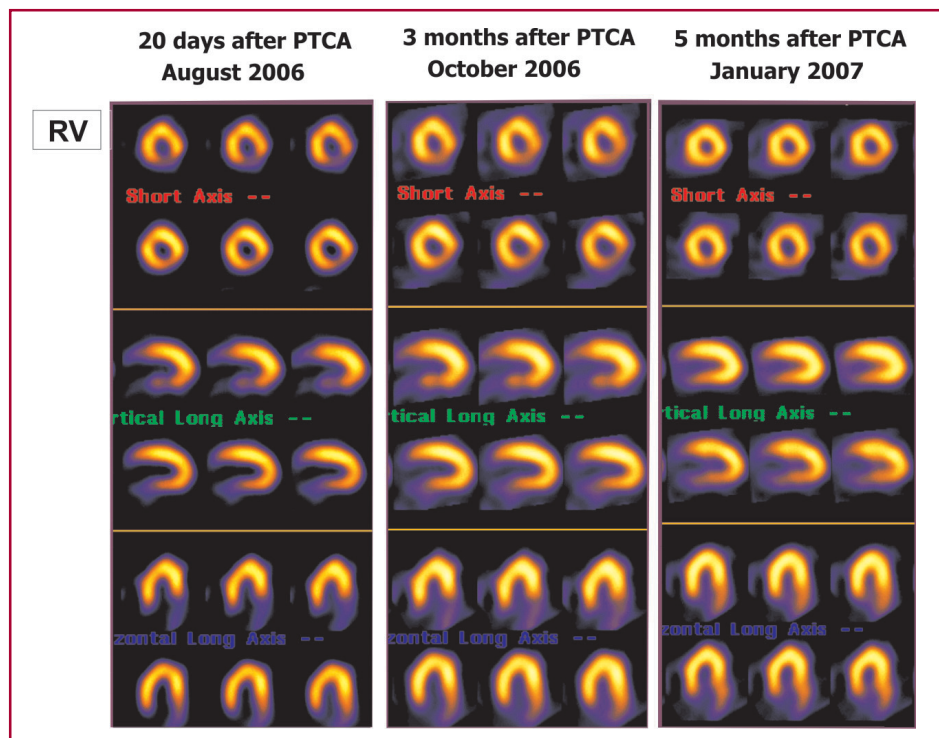 20 days after PTCA
August 2006
3 months after PTCA
October 2006
5 months after PTCA
January 2007
RV
Short Axis --
Short Axis --
Short Axis --
rtical Long Axis --
rtical Long Axis --
rtical Long Axis --
zontal Long Axis --
zontal Long Axis --
zontal Long Axis --